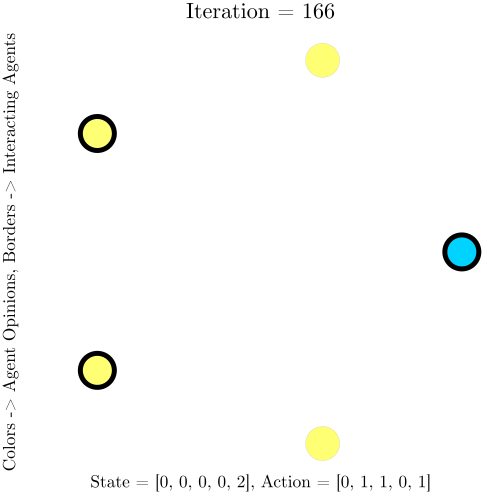 Iteration = 166
Colors -> Agent Opinions, Borders -> Interacting Agents
State = [0, 0, 0, 0, 2], Action = [0, 1, 1, 0, 1]